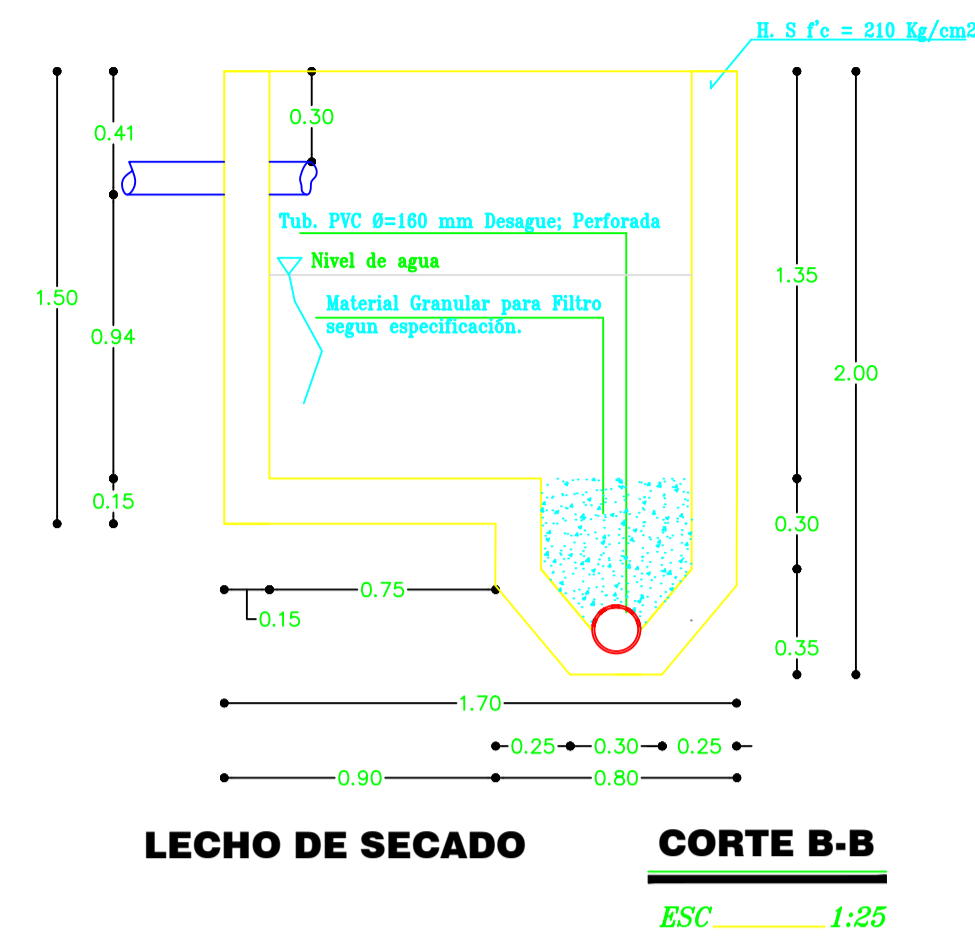 H. S f'c = 210 Kg/cm2
0.41
0.30
Tub. PVC Ø=160 mm Desague; Perforada
Nivel de agua
1.35
1.50
Material Granular para Filtro
segun especificación.
0.94
2.00
0.15
0.30
0.75
0.15
0.35
1.70
0.25 0.30 0.25
0.90 0.80
LECHO DE SECADO
CORTE B-B
ESC 1:25